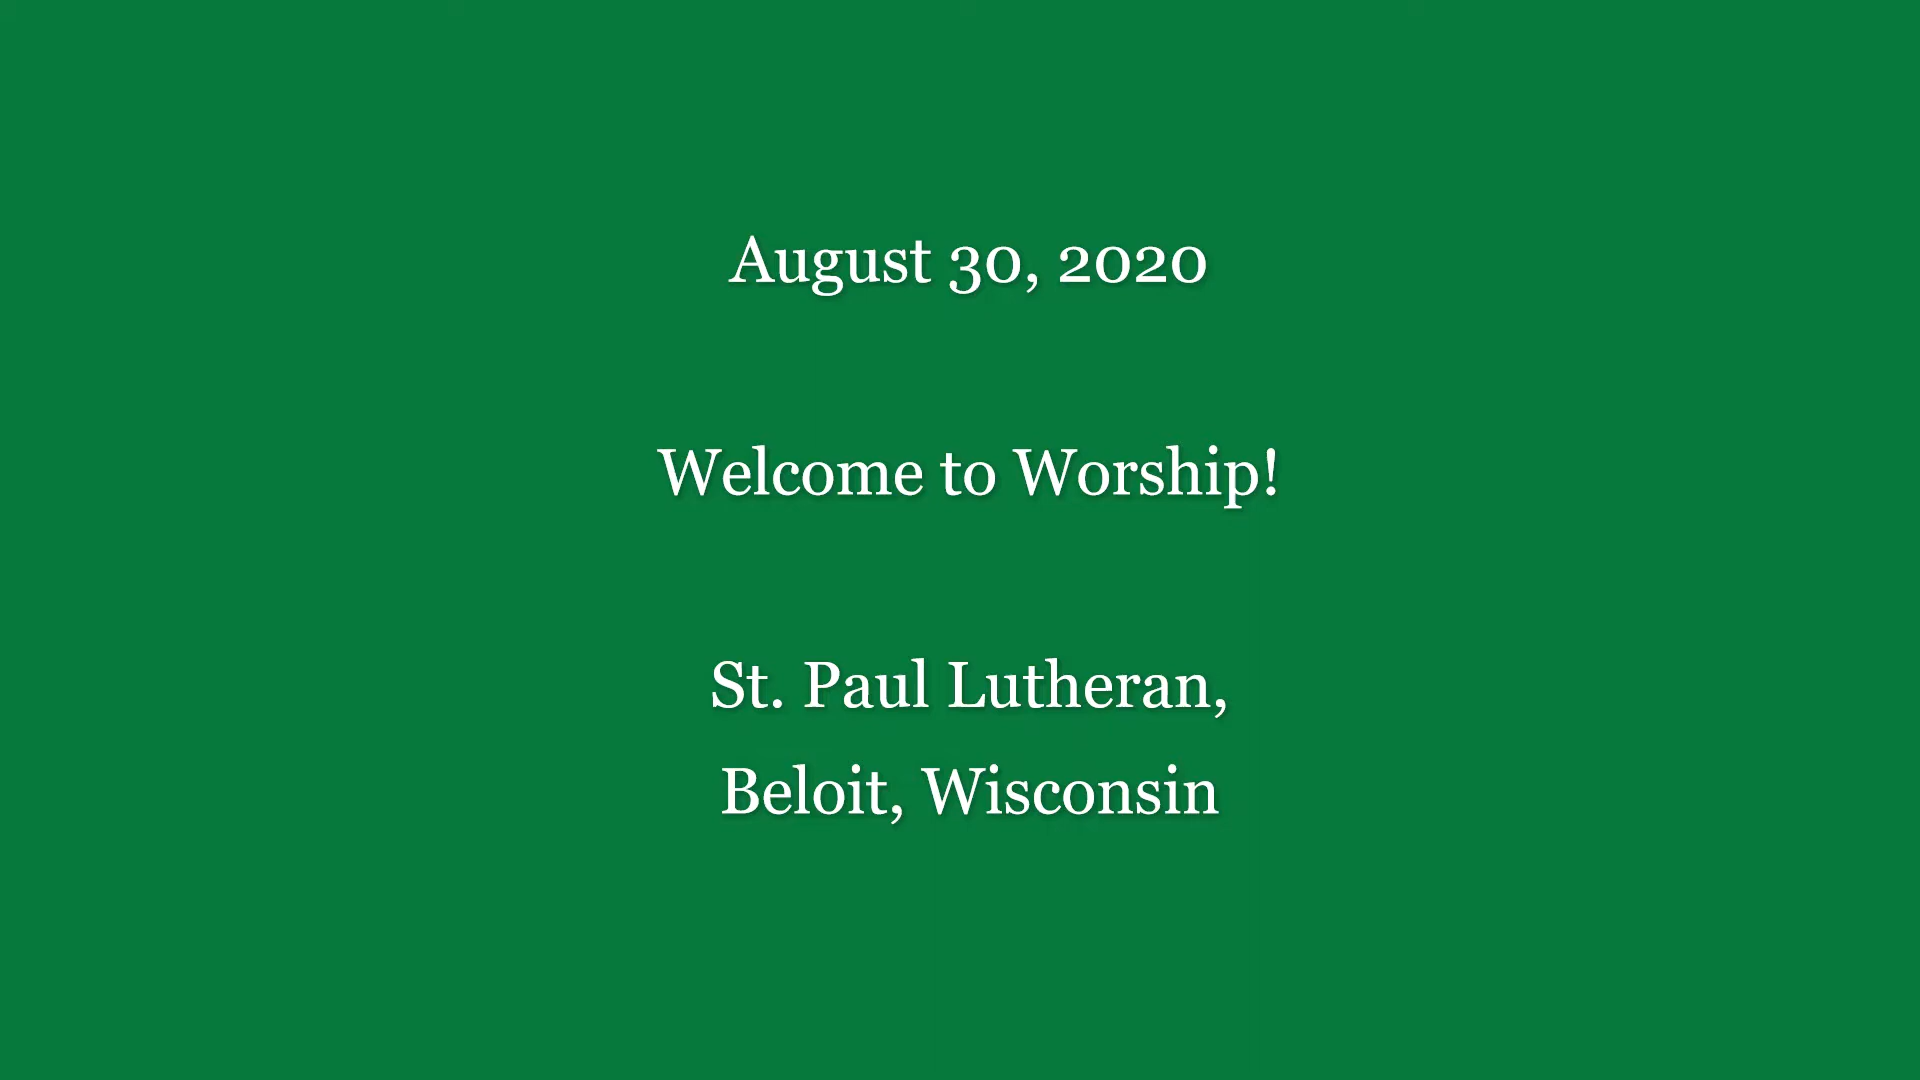 August 30, 2020
Welcome to Worship!
St. Paul Lutheran,
Beloit, Wisconsin